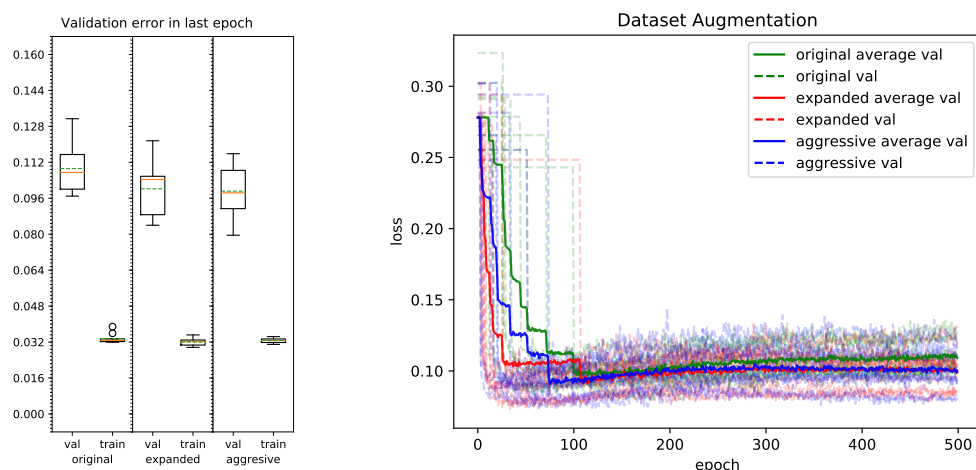 Validation error in last epoch
0.160
0.144
0.128
0.112
0.096
0.080
0.064
0.048
0.032
0.016
0.000
val train val train val train
original expanded aggresive
Dataset Augmentation
original average val
original val
expanded average val
expanded val
aggressive average val
aggressive val
loss
0.30
0.25
0.20
0.15
0.10
0 100 200 300 400 500
epoch